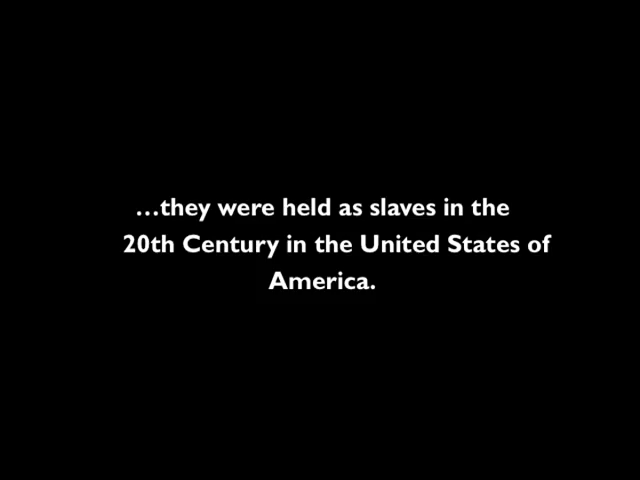 …they were held as slaves in the
20th Century in the United States of
America.